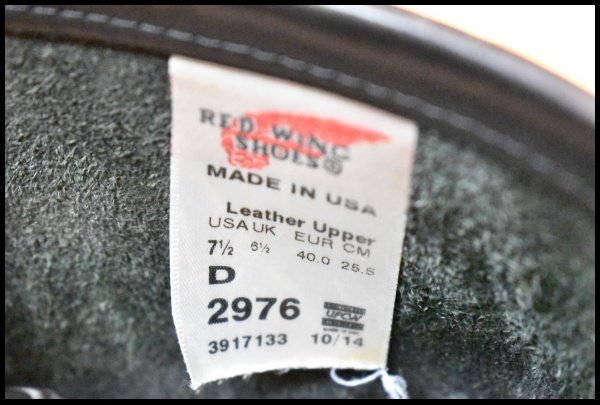 RED WING
SHOES®
MADE IN USA
Leather Upper
USA UK EUR CM
7½ 6½ 40.0 25.5
D
2976
UFCW
3917133 10/14